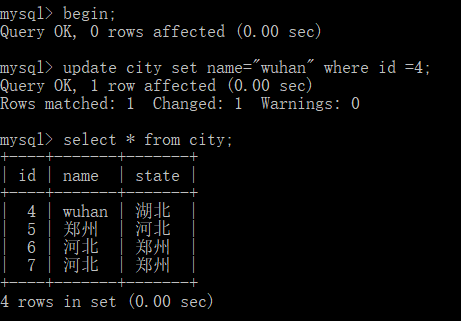 mysql> begin;
Query OK, 0 rows affected (0.00 sec)
mysql> update city set name="wuhan" where id =4;
Query OK, 1 row affected (0.00 sec)
Rows matched: 1  Changed: 1  Warnings: 0
mysql> select * from city;
+----+-------+-------+
| id | name  | state |
+----+-------+-------+
|  4 | wuhan | 湖北  |
|  5 | 郑州  | 河北  |
|  6 | 河北  | 郑州  |
|  7 | 河北  | 郑州  |
+----+-------+-------+
4 rows in set (0.00 sec)